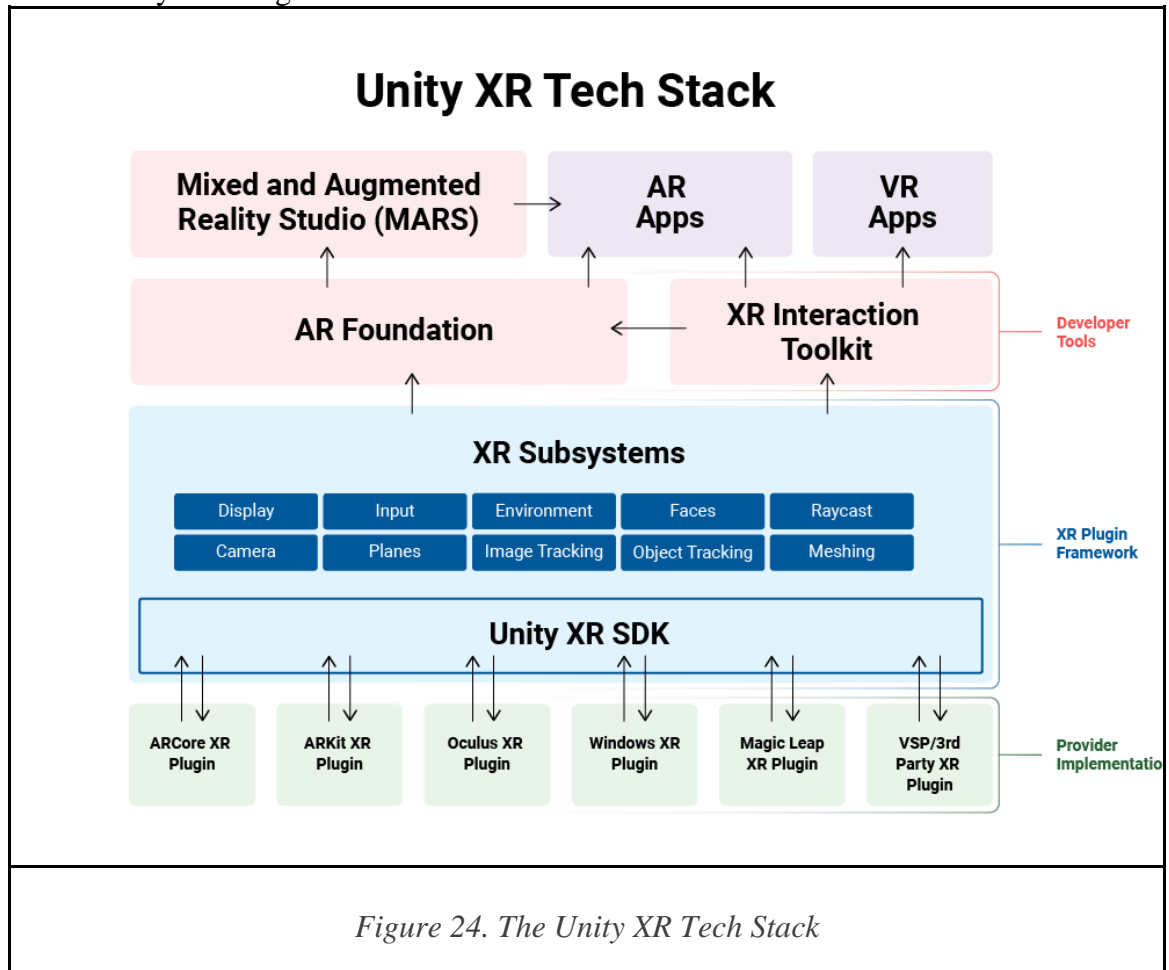 Unity XR Tech Stack
Mixed and Augmented
Reality Studio (MARS)
AR
Apps
VR
Apps
AR Foundation
XR Interaction
Toolkit
Developer
Tools
XR Subsystems
Display
Input
Environment
Faces
Raycast
Camera
Planes
Image Tracking
Object Tracking
Meshing
XR Plugin
Framework
Unity XR SDK
ARCore XR
Plugin
ARKit XR
Plugin
Oculus XR
Plugin
Windows XR
Plugin
Magic Leap
XR Plugin
VSP/3rd
Party XR
Plugin
Provider
Implementatio
Figure 24. The Unity XR Tech Stack